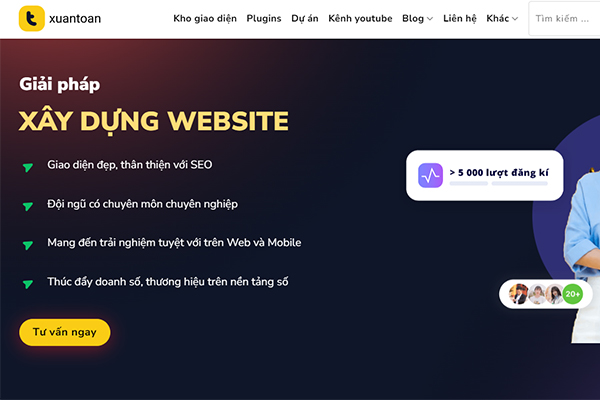 xuantoan
Kho giao diện Plugins Dự án Kênh youtube Blog Liên hệ Khác Tìm kiếm ...
Giải pháp
XÂY DỰNG WEBSITE
Giao diện đẹp, thân thiện với SEO
> 5 000 lượt đăng kí
Đội ngũ có chuyên môn chuyên nghiệp
Mang đến trải nghiệm tuyệt với trên Web và Mobile
Thúc đẩy doanh số, thương hiệu trên nền tảng số
20+
Tư vấn ngay